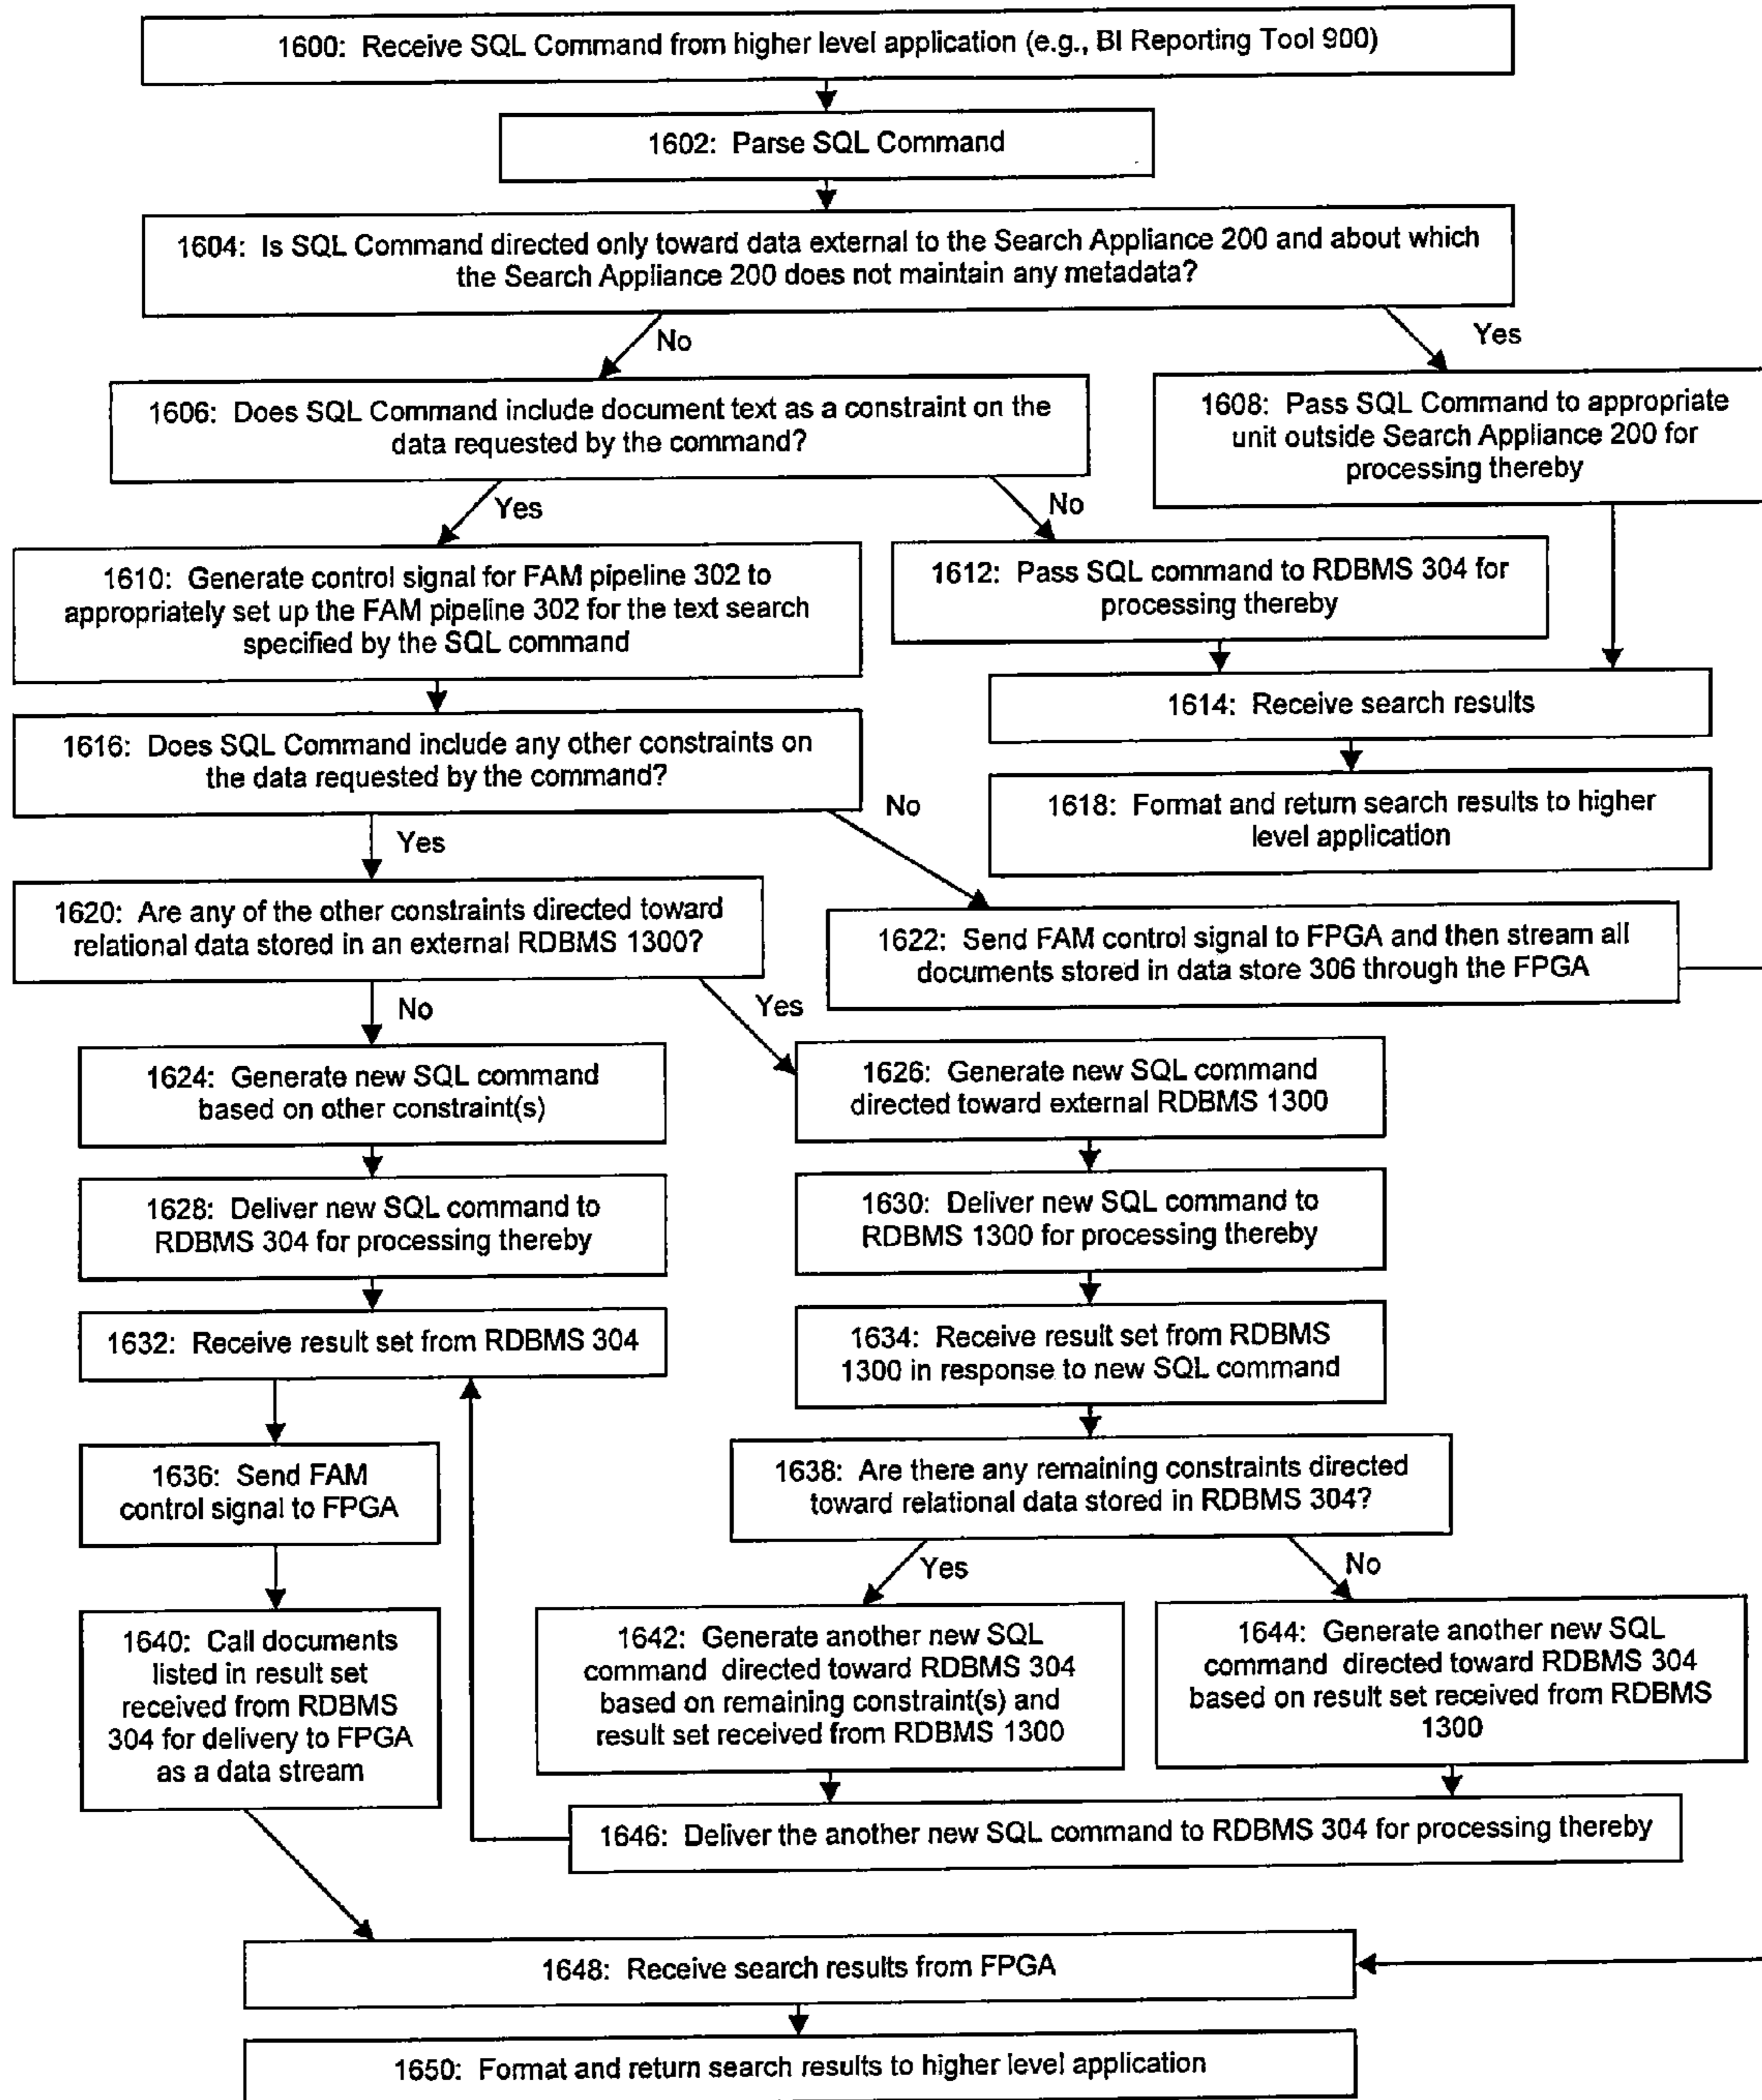 1600: Receive SQL Command from higher level application (e.g., BI Reporting Tool 900)
1602: Parse SQL Command
1604: Is SQL Command directed only toward data external to the Search Appliance 200 and about which
the Search Appliance 200 does not maintain any metadata?
No
Yes
1606: Does SQL Command include document text as a constraint on the
data requested by the command?
1608: Pass SQL Command to appropriate
unit outside Search Appliance 200 for
processing thereby
Yes
No
1610: Generate control signal for FAM pipeline 302 to
appropriately set up the FAM pipeline 302 for the text search
specified by the SQL command
1612: Pass SQL command to RDBMS 304 for
processing thereby
1614: Receive search results
1616: Does SQL Command include any other constraints on
the data requested by the command?
1618: Format and return search results to higher
level application
No
Yes
1620: Are any of the other constraints directed toward
relational data stored in an external RDBMS 1300?
1622: Send FAM control signal to FPGA and then stream all
documents stored in data store 306 through the FPGA
No
Yes
1624: Generate new SQL command
based on other constraint(s)
1626: Generate new SQL command
directed toward external RDBMS 1300
1628: Deliver new SQL command to
RDBMS 304 for processing thereby
1630: Deliver new SQL command to
RDBMS 1300 for processing thereby
1632: Receive result set from RDBMS 304
1634: Receive result set from RDBMS
1300 in response to new SQL command
1636: Send FAM
control signal to FPGA
1638: Are there any remaining constraints directed
toward relational data stored in RDBMS 304?
Yes
No
1640: Call documents
listed in result set
received from RDBMS
304 for delivery to FPGA
as a data stream
1642: Generate another new SQL
command directed toward RDBMS 304
based on remaining constraint(s) and
result set received from RDBMS 1300
1644: Generate another new SQL
command directed toward RDBMS 304
based on result set received from RDBMS
1300
1646: Deliver the another new SQL command to RDBMS 304 for processing thereby
1648: Receive search results from FPGA
1650: Format and return search results to higher level application